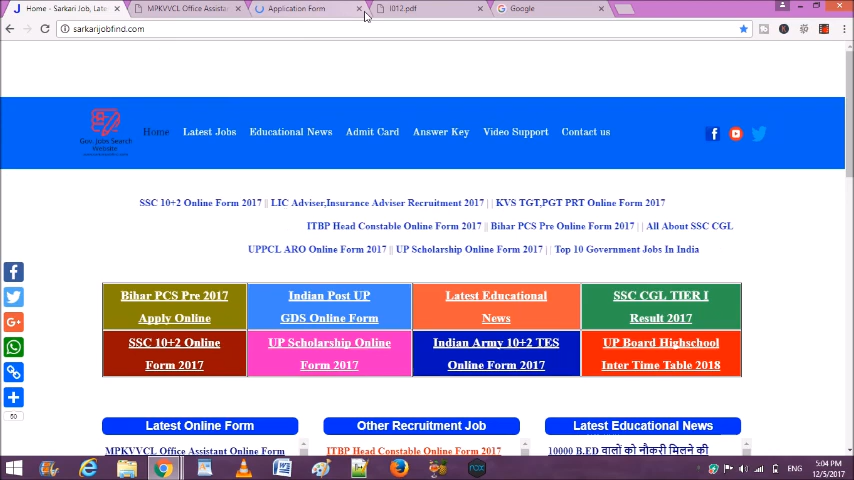 Home - Sarkari Job, Late
MPKVVCL Office Assista
Application Form
I012.pdf
Google
sarkarijobfind.com
Gov. Jobs Search
Website
Home
Latest Jobs
Educational News
Admit Card
Answer Key
Video Support
Contact us
SSC 10+2 Online Form 2017 || LIC Adviser,Insurance Adviser Recruitment 2017 || KVS TGT,PGT PRT Online Form 2017
ITBP Head Constable Online Form 2017 || Bihar PCS Pre Online Form 2017 || All About SSC CGL
UPPCL ARO Online Form 2017 || UP Scholarship Online Form 2017 || Top 10 Government Jobs In India
Bihar PCS Pre 2017
Apply Online
Indian Post UP
GDS Online Form
Latest Educational
News
SSC CGL TIER I
Result 2017
SSC 10+2 Online
Form 2017
UP Scholarship Online
Form 2017
Indian Army 10+2 TES
Online Form 2017
UP Board Highschool
Inter Time Table 2018
50
Latest Online Form
Other Recruitment Job
Latest Educational News
MPKVVCL Office Assistant Online Form
ITBP Head Constable Online Form 2017
10000 B.ED वालों को नौकरी मिलने की
ENG
5:04 PM
12/5/2017